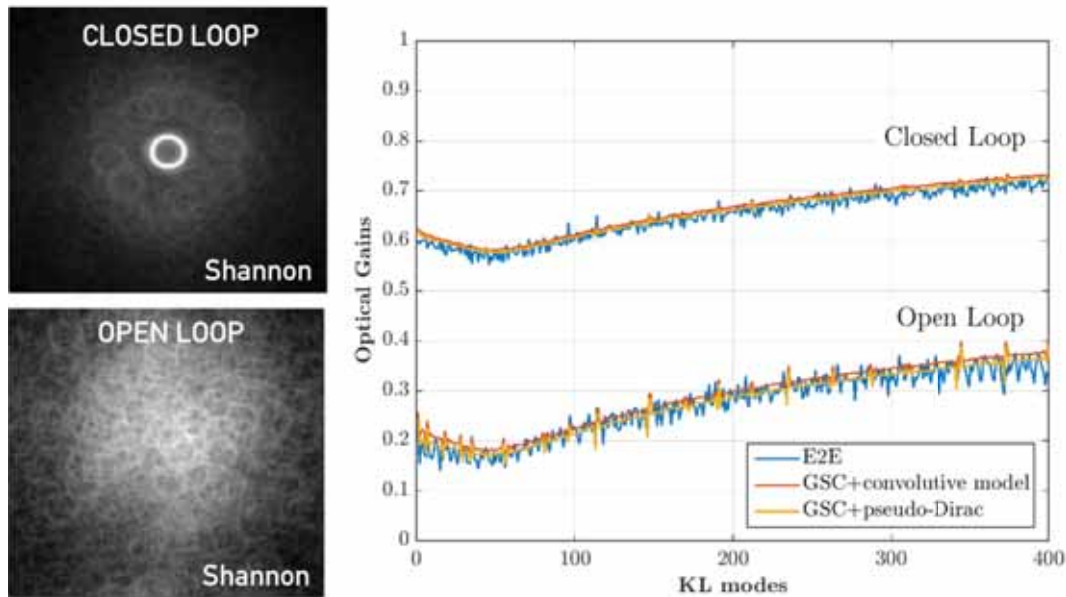 CLOSED LOOP
Shannon
OPEN LOOP
Shannon
1
0.9
0.8
0.7
0.6
0.5
0.4
0.3
0.2
0.1
0
Optical Gains
Closed Loop
Open Loop
E2E
GSC+convolutive model
GSC+pseudo-Dirac
0 100 200 300 400
KL modes